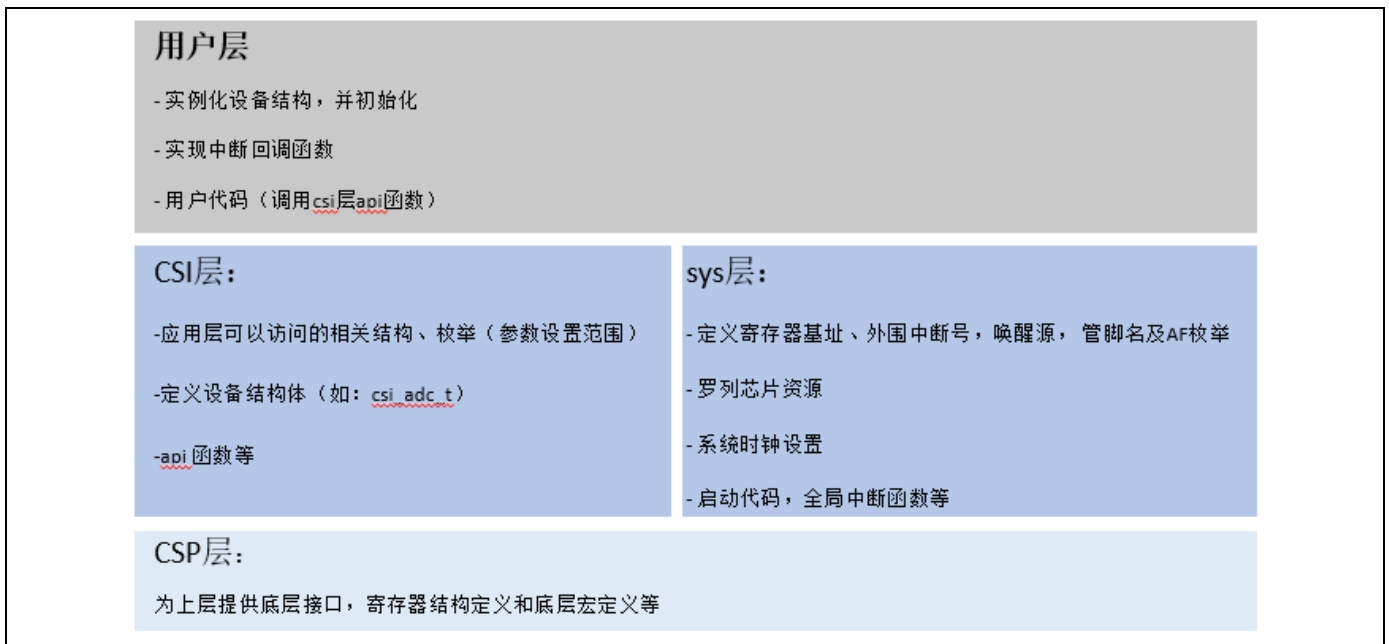 用户层
- 实例化设备结构，并初始化
- 实现中断回调函数
- 用户代码（调用csi层api函数）
CSI层：
-应用层可以访问的相关结构、枚举（参数设置范围）
-定义设备结构体（如：csi_adc_t）
-api 函数等
sys层：
- 定义寄存器基址、外围中断号，唤醒源， 管脚名及AF枚举
- 罗列芯片资源
- 系统时钟设置
- 启动代码，全局中断函数等
CSP层：
为上层提供底层接口，寄存器结构定义和底层宏定义等